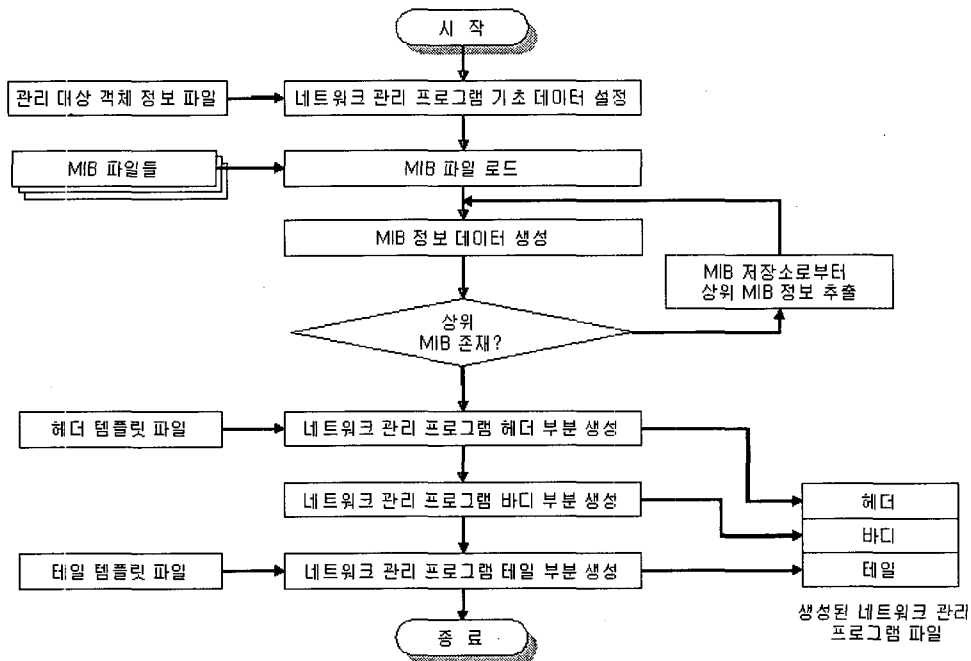 시 작
관리 대상 객체 정보 파일
네트워크 관리 프로그램 기초 데이터 설정
MIB 파일들
MIB 파일 로드
MIB 정보 데이터 생성
MIB 저장소로부터
상위 MIB 정보 추출
상위
MIB 존재?
헤더 템플릿 파일
네트워크 관리 프로그램 헤더 부분 생성
네트워크 관리 프로그램 바디 부분 생성
헤더
바디
테일 템플릿 파일
네트워크 관리 프로그램 테일 부분 생성
테일
생성된 네트워크 관리
프로그램 파일
종 료